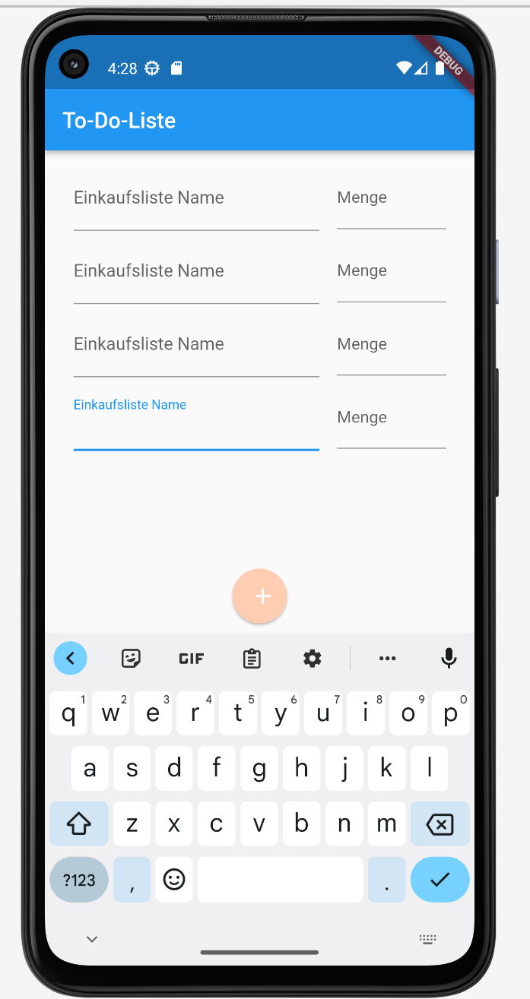 4:28
DEBUG
To-Do-Liste
Einkaufsliste Name Menge
Einkaufsliste Name Menge
Einkaufsliste Name Menge
Einkaufsliste Name Menge
+
GIF
q1 w2 e3 r4 t5 y6 u7 i8 o9 p0
a s d f g h j k l
z x c v b n m
?123 , .